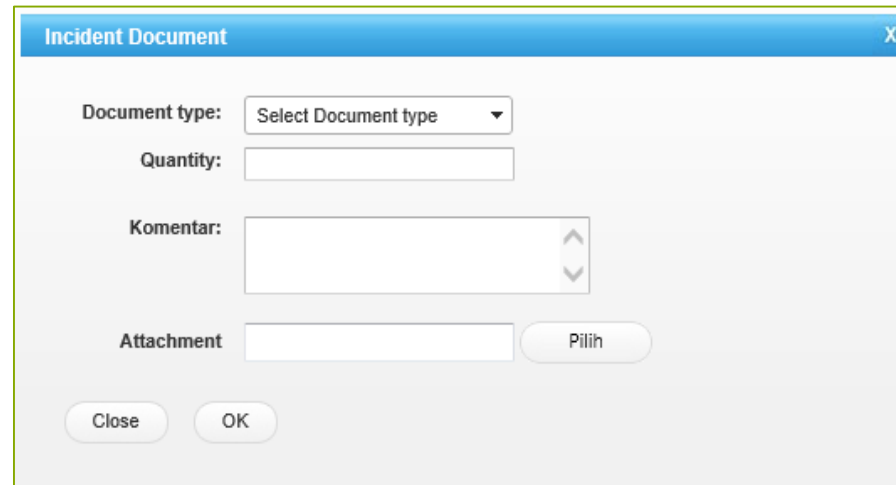 Incident Document X
Document type: Select Document type
Quantity:
Komentar:
Attachment Pilih
Close OK